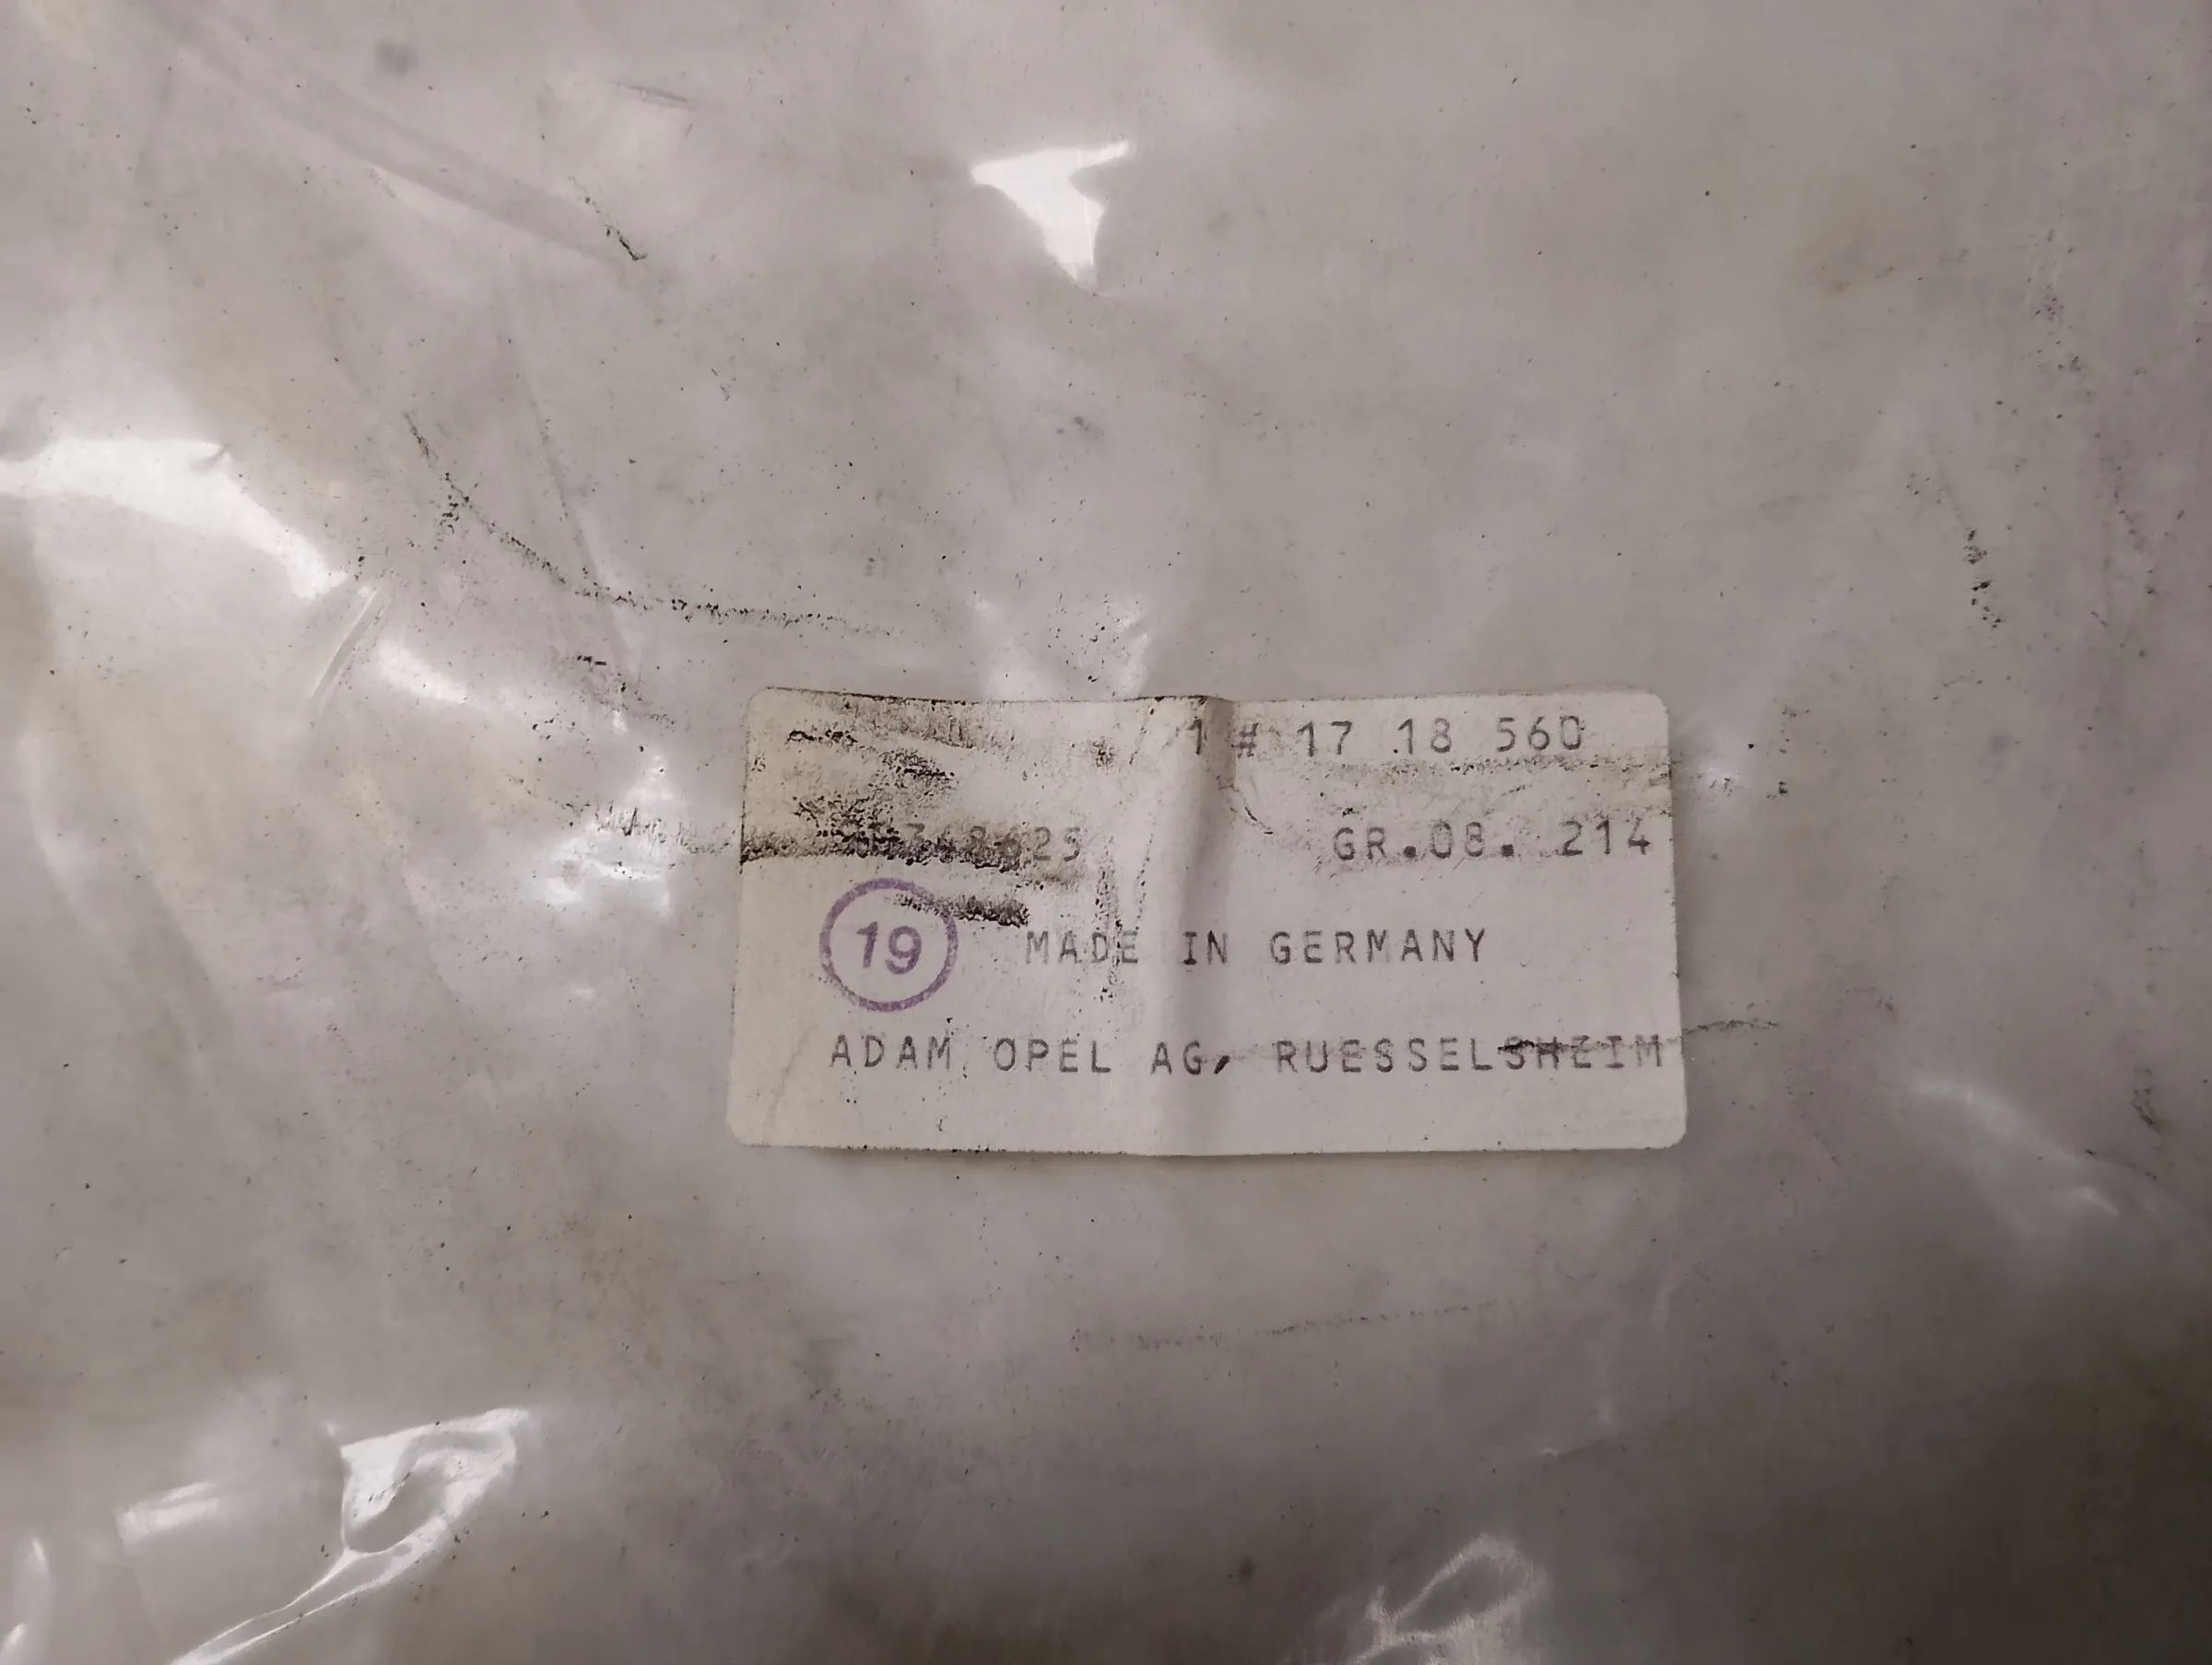 1 # 17 18 560
GR.08. 214
19
MADE IN GERMANY
ADAM OPEL AG, RUESSELSHEIM